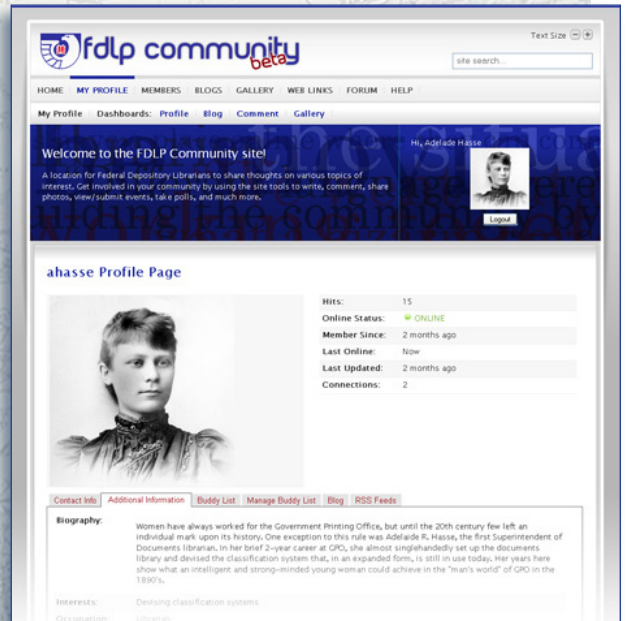 Text Size
fdlp community
beta
site search...
HOME MY PROFILE MEMBERS BLOGS GALLERY WEB LINKS FORUM HELP
My Profile Dashboards: Profile Blog Comment Gallery
Welcome to the FDLP Community site!
A location for Federal Depository Librarians to share thoughts on various topics of
interest. Get involved in your community by using the site tools to write, comment, share
photos, view/submit events, take polls, and much more.
Hi, Adelade Hasse
Logout
ahasse Profile Page
Hits: 15
Online Status: ONLINE
Member Since: 2 months ago
Last Online: Now
Last Updated: 2 months ago
Connections: 2
Contact Info Additional Information Buddy List Manage Buddy List Blog RSS Feeds
Biography: Women have always worked for the Government Printing Office, but until the 20th century few left an
individual mark upon its history. One exception to this rule was Adelaide R. Hasse, the first Superintendent of
Documents librarian. In her brief 2-year career at GPO, she almost singlehandedly set up the documents
library and devised the classification system that, in an expanded form, is still in use today. Her years here
show what an intelligent and strong-minded young woman could achieve in the "man's world" of GPO in the
1890's.
Interests: Devising classification systems
Occupation: Librarian